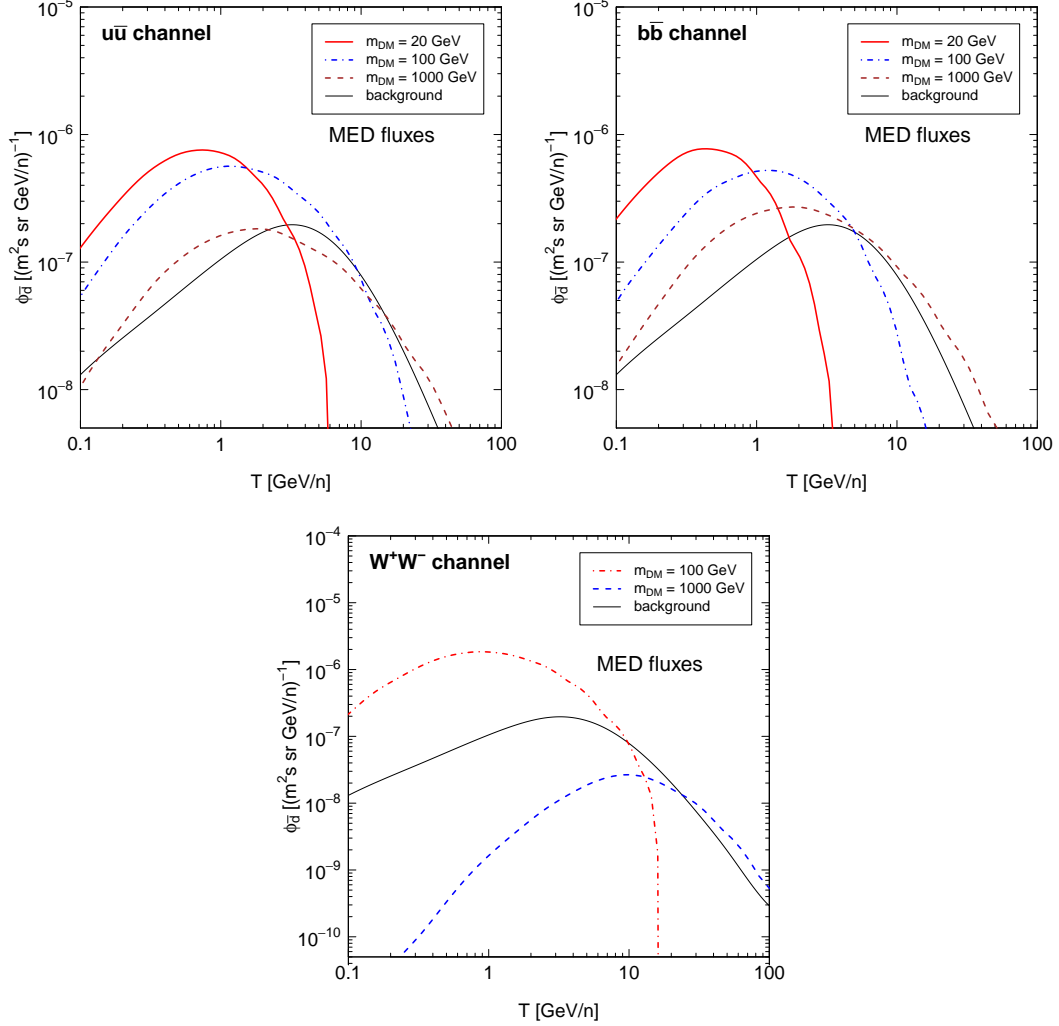 uū channel
m_DM = 20 GeV
m_DM = 100 GeV
m_DM = 1000 GeV
background
MED fluxes
10⁻⁵
10⁻⁶
10⁻⁷
10⁻⁸
ϕ_d̄ [(m²s sr GeV/n)⁻¹]
0.1 1 10 100
T [GeV/n]
bb̄ channel
m_DM = 20 GeV
m_DM = 100 GeV
m_DM = 1000 GeV
background
MED fluxes
10⁻⁵
10⁻⁶
10⁻⁷
10⁻⁸
ϕ_d̄ [(m²s sr GeV/n)⁻¹]
0.1 1 10 100
T [GeV/n]
W⁺W⁻ channel
m_DM = 100 GeV
m_DM = 1000 GeV
background
MED fluxes
10⁻⁴
10⁻⁵
10⁻⁶
10⁻⁷
10⁻⁸
10⁻⁹
10⁻¹⁰
ϕ_d̄ [(m²s sr GeV/n)⁻¹]
0.1 1 10 100
T [GeV/n]